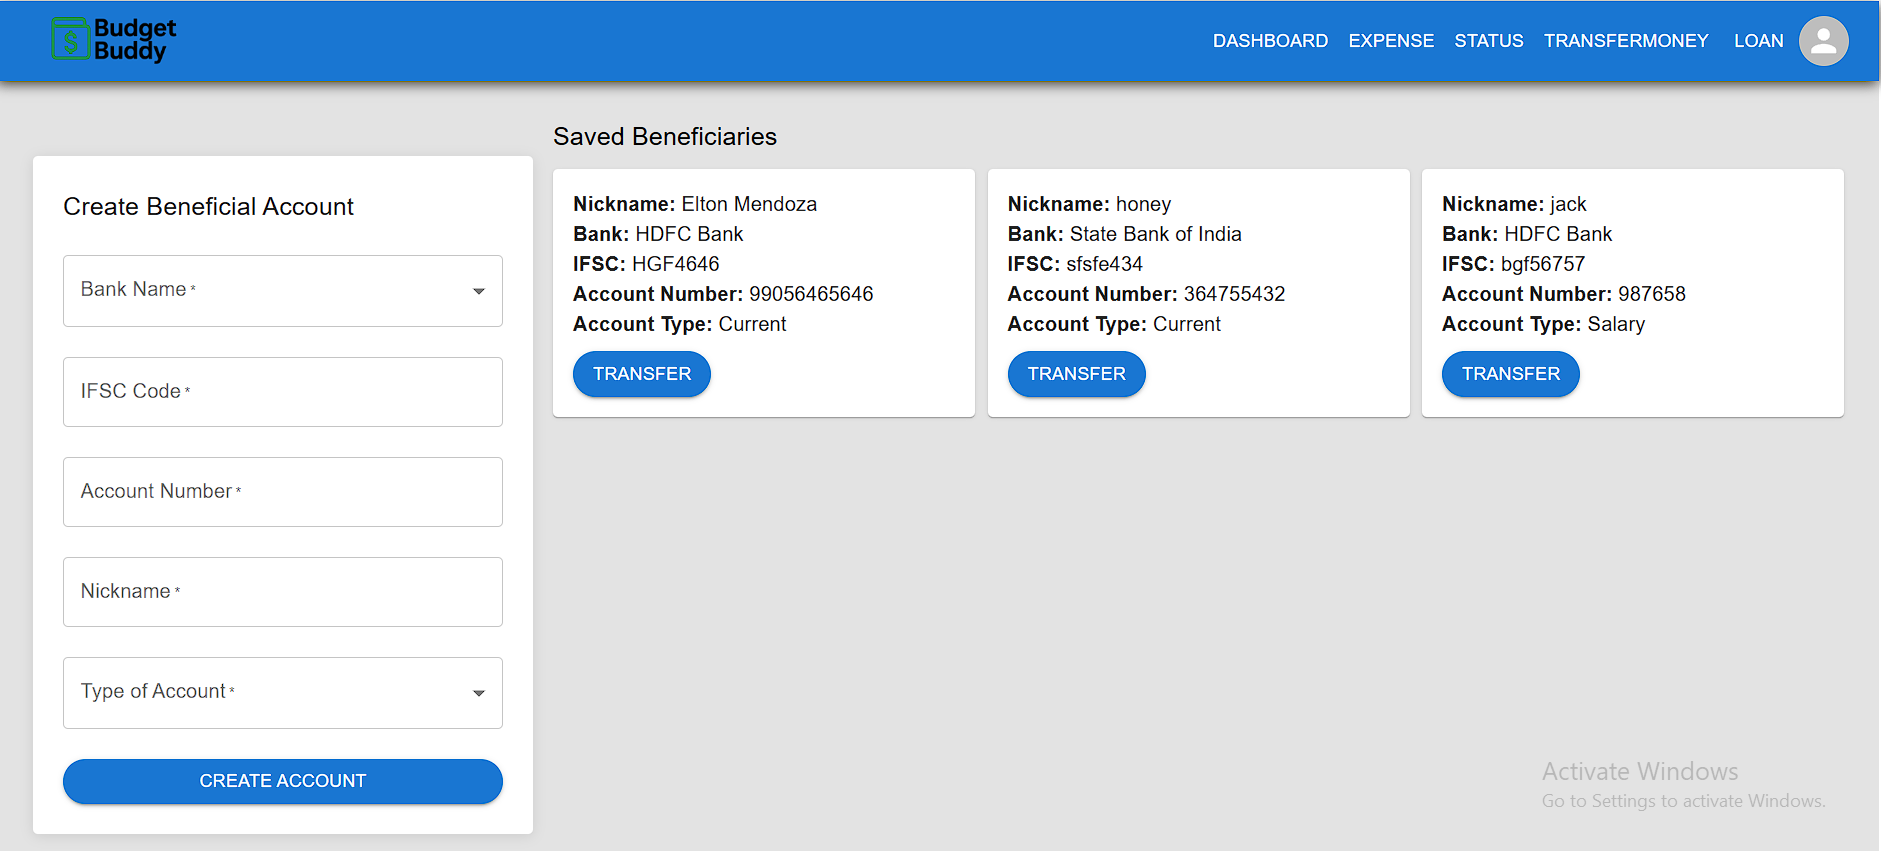 Budget
Buddy
DASHBOARD EXPENSE STATUS TRANSFERMONEY LOAN
Create Beneficial Account
Bank Name *
IFSC Code *
Account Number *
Nickname *
Type of Account *
CREATE ACCOUNT
Saved Beneficiaries
Nickname: Elton Mendoza
Bank: HDFC Bank
IFSC: HGF4646
Account Number: 99056465646
Account Type: Current
TRANSFER
Nickname: honey
Bank: State Bank of India
IFSC: sfsfe434
Account Number: 364755432
Account Type: Current
TRANSFER
Nickname: jack
Bank: HDFC Bank
IFSC: bgf56757
Account Number: 987658
Account Type: Salary
TRANSFER
Activate Windows
Go to Settings to activate Windows.